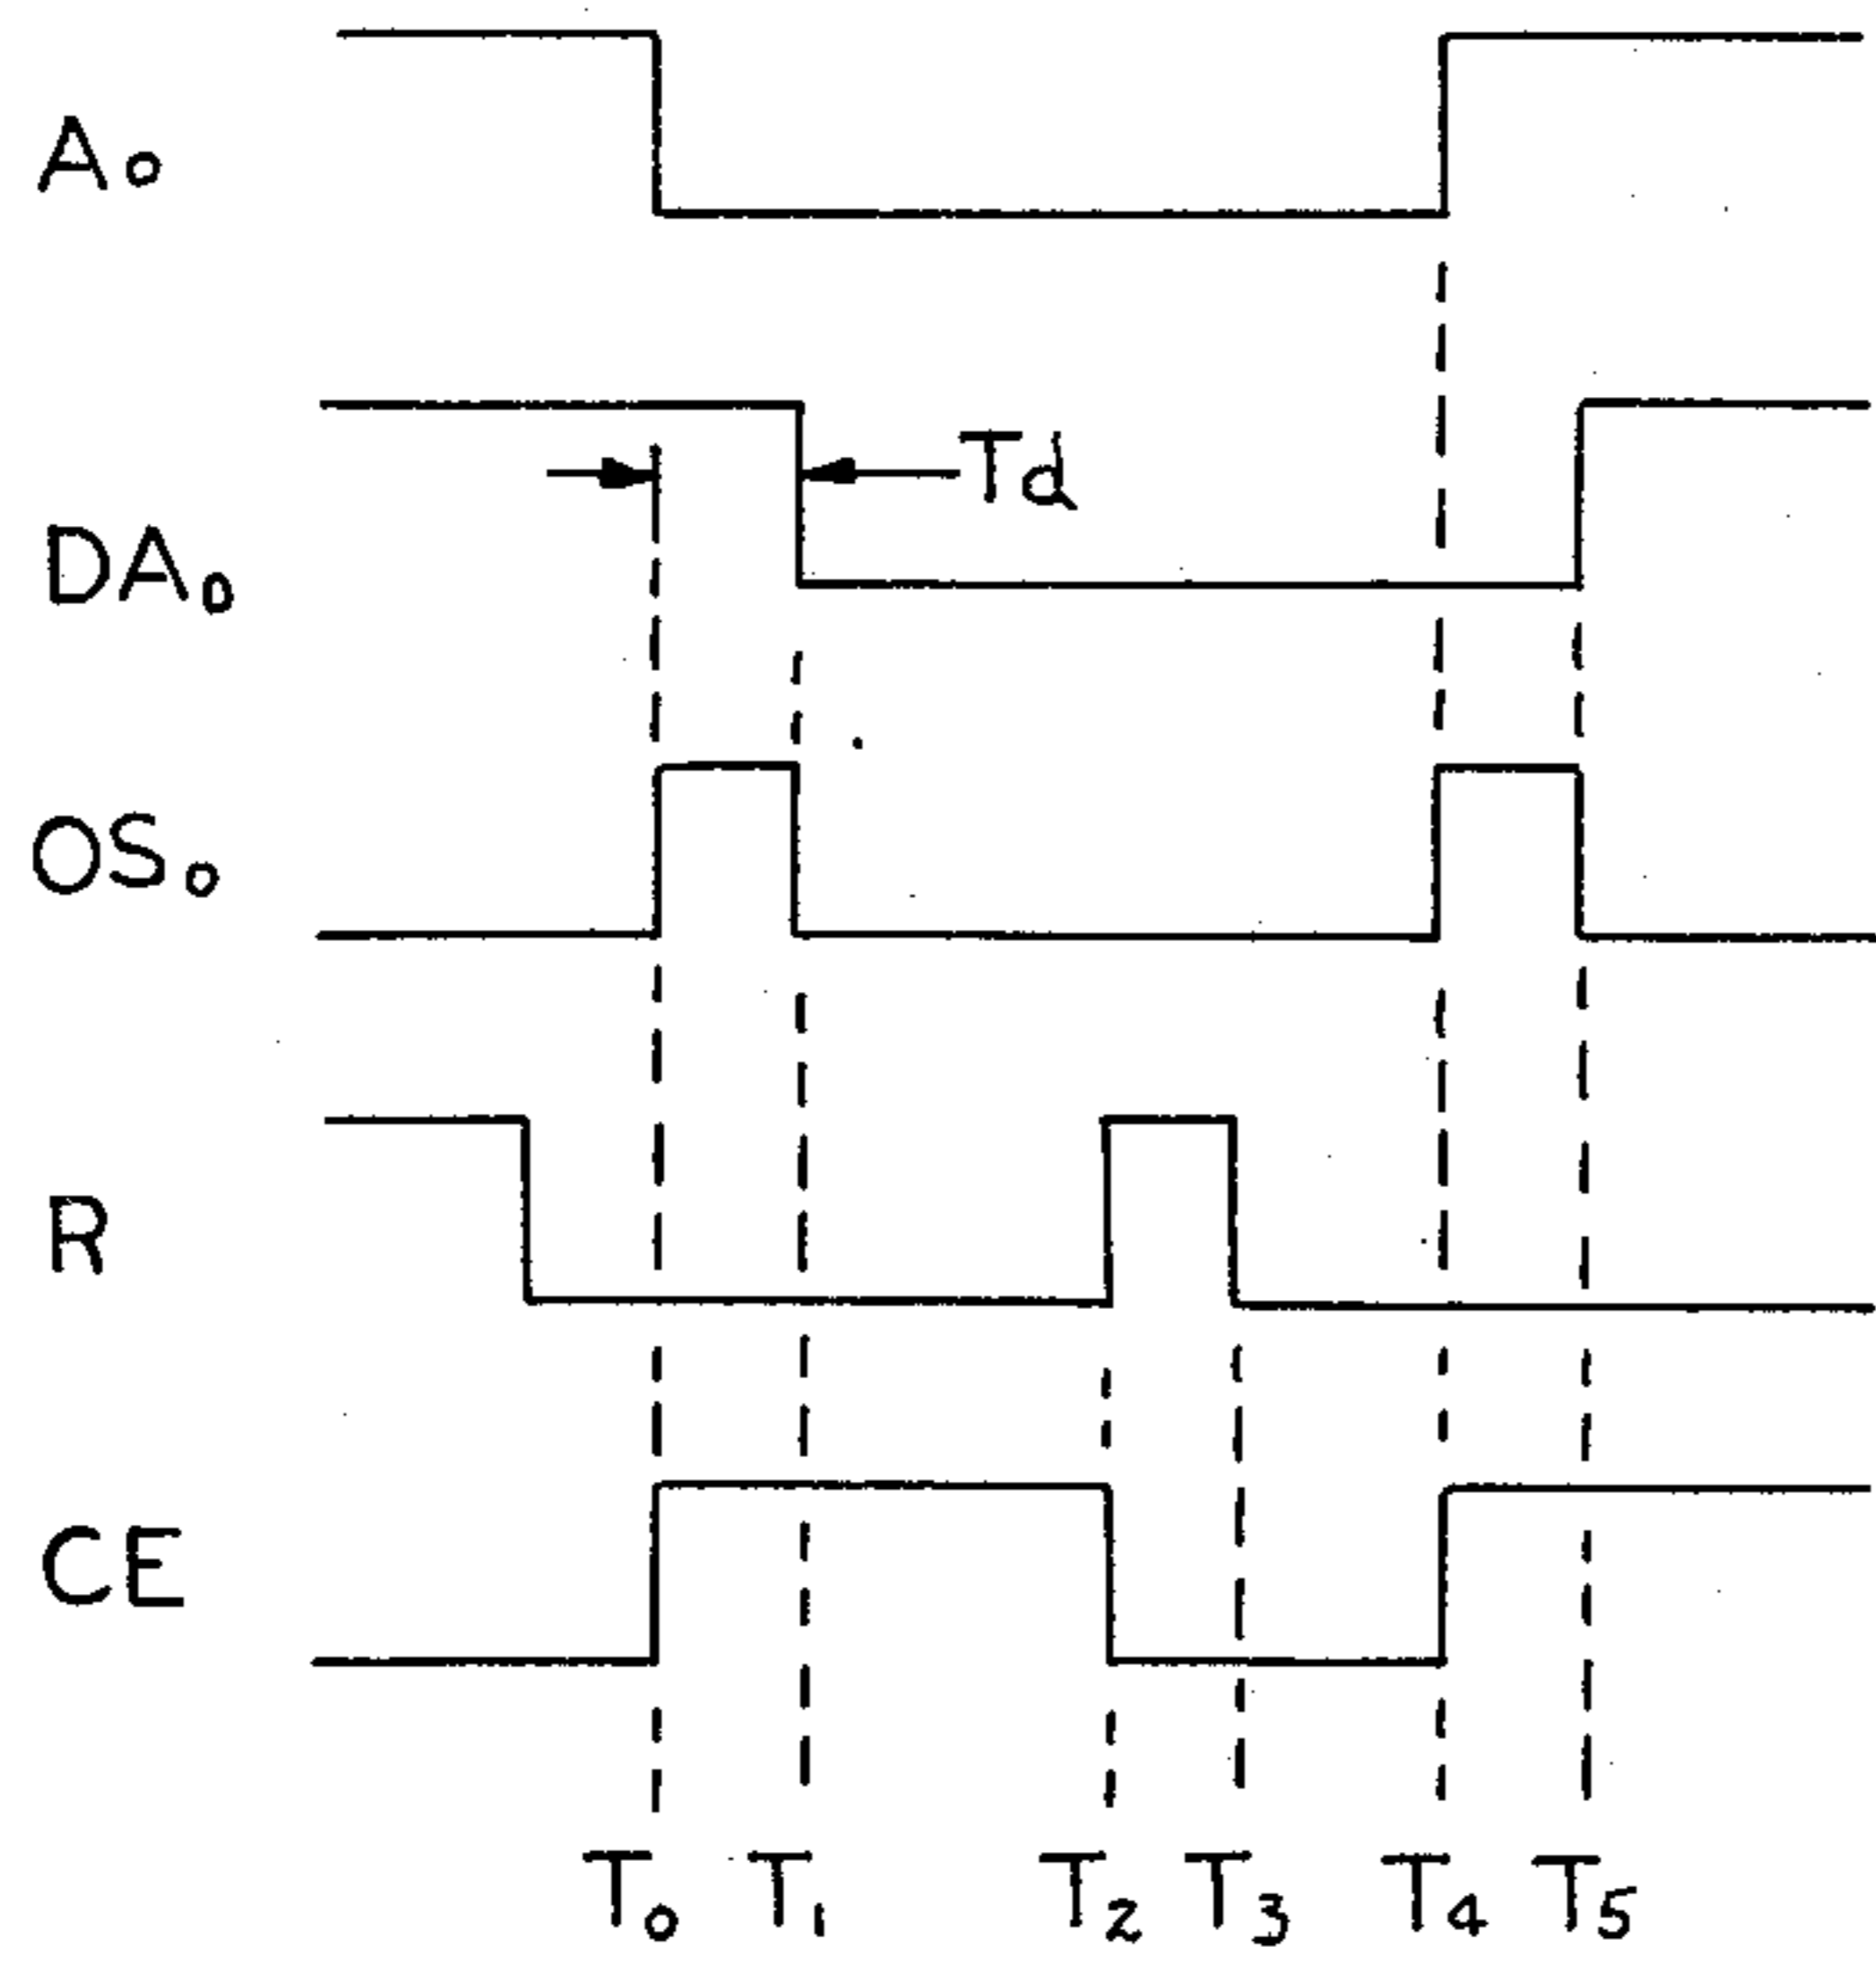 A₀
Td
DA₀
OS₀
R
CE
T₀ T₁ T₂ T₃ T₄ T₅